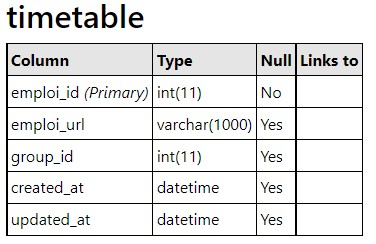 timetable
Column Type Null Links to
emploi_id (Primary) int(11) No
emploi_url varchar(1000) Yes
group_id int(11) Yes
created_at datetime Yes
updated_at datetime Yes